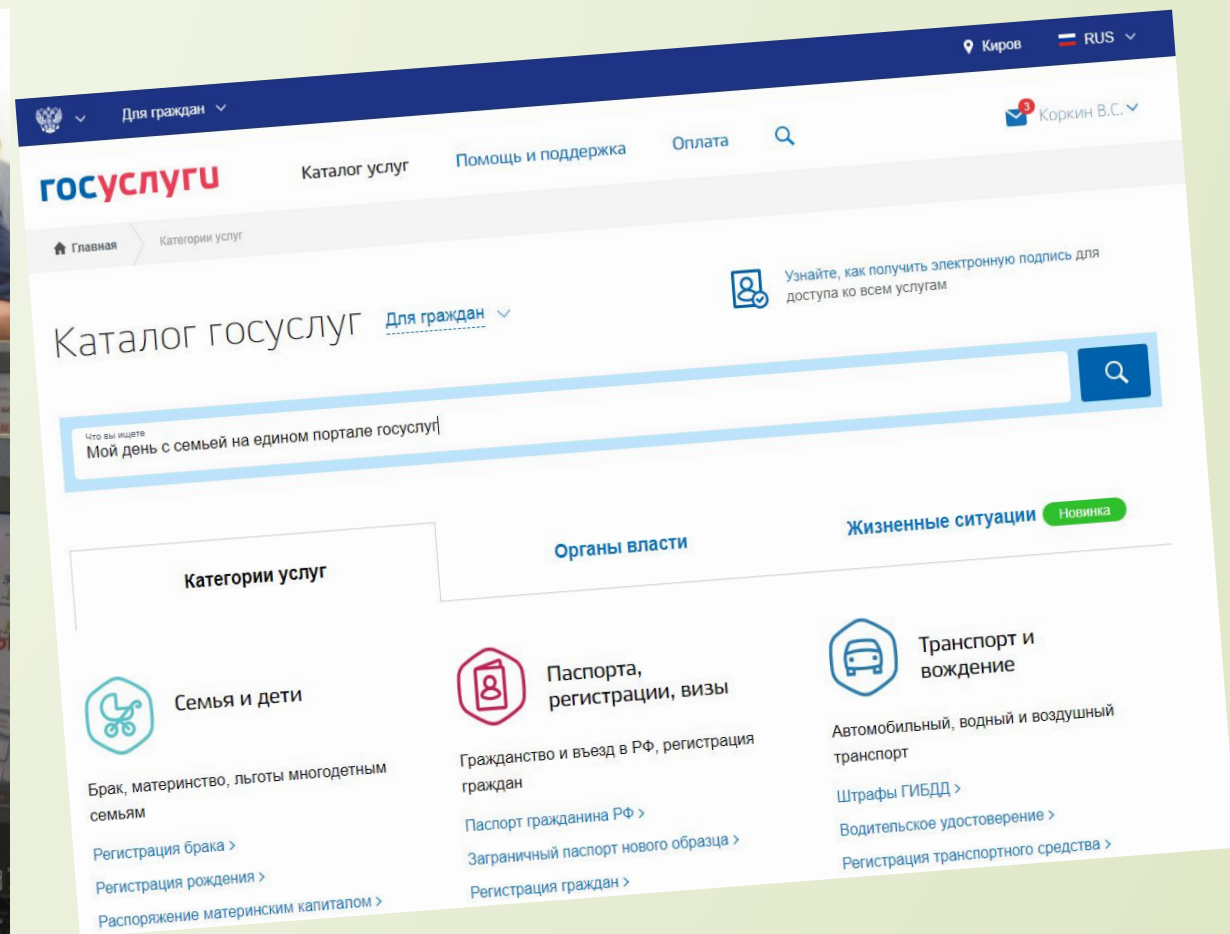 Для граждан
Киров
RUS
госуслуги
Каталог услуг
Помощь и поддержка
Оплата
3
Коркин В.С.
Главная
Категории услуг
Каталог госуслуг
Для граждан
Узнайте, как получить электронную подпись для
доступа ко всем услугам
Что вы ищете
Мой день с семьей на едином портале госуслуг
Категории услуг
Органы власти
Жизненные ситуации
Новинка
Семья и дети
Брак, материнство, льготы многодетным
семьям
Регистрация брака >
Регистрация рождения >
Распоряжение материнским капиталом >
Паспорта,
регистрации, визы
Гражданство и въезд в РФ, регистрация
граждан
Паспорт гражданина РФ >
Заграничный паспорт нового образца >
Регистрация граждан >
Транспорт и
вождение
Автомобильный, водный и воздушный
транспорт
Штрафы ГИБДД >
Водительское удостоверение >
Регистрация транспортного средства >